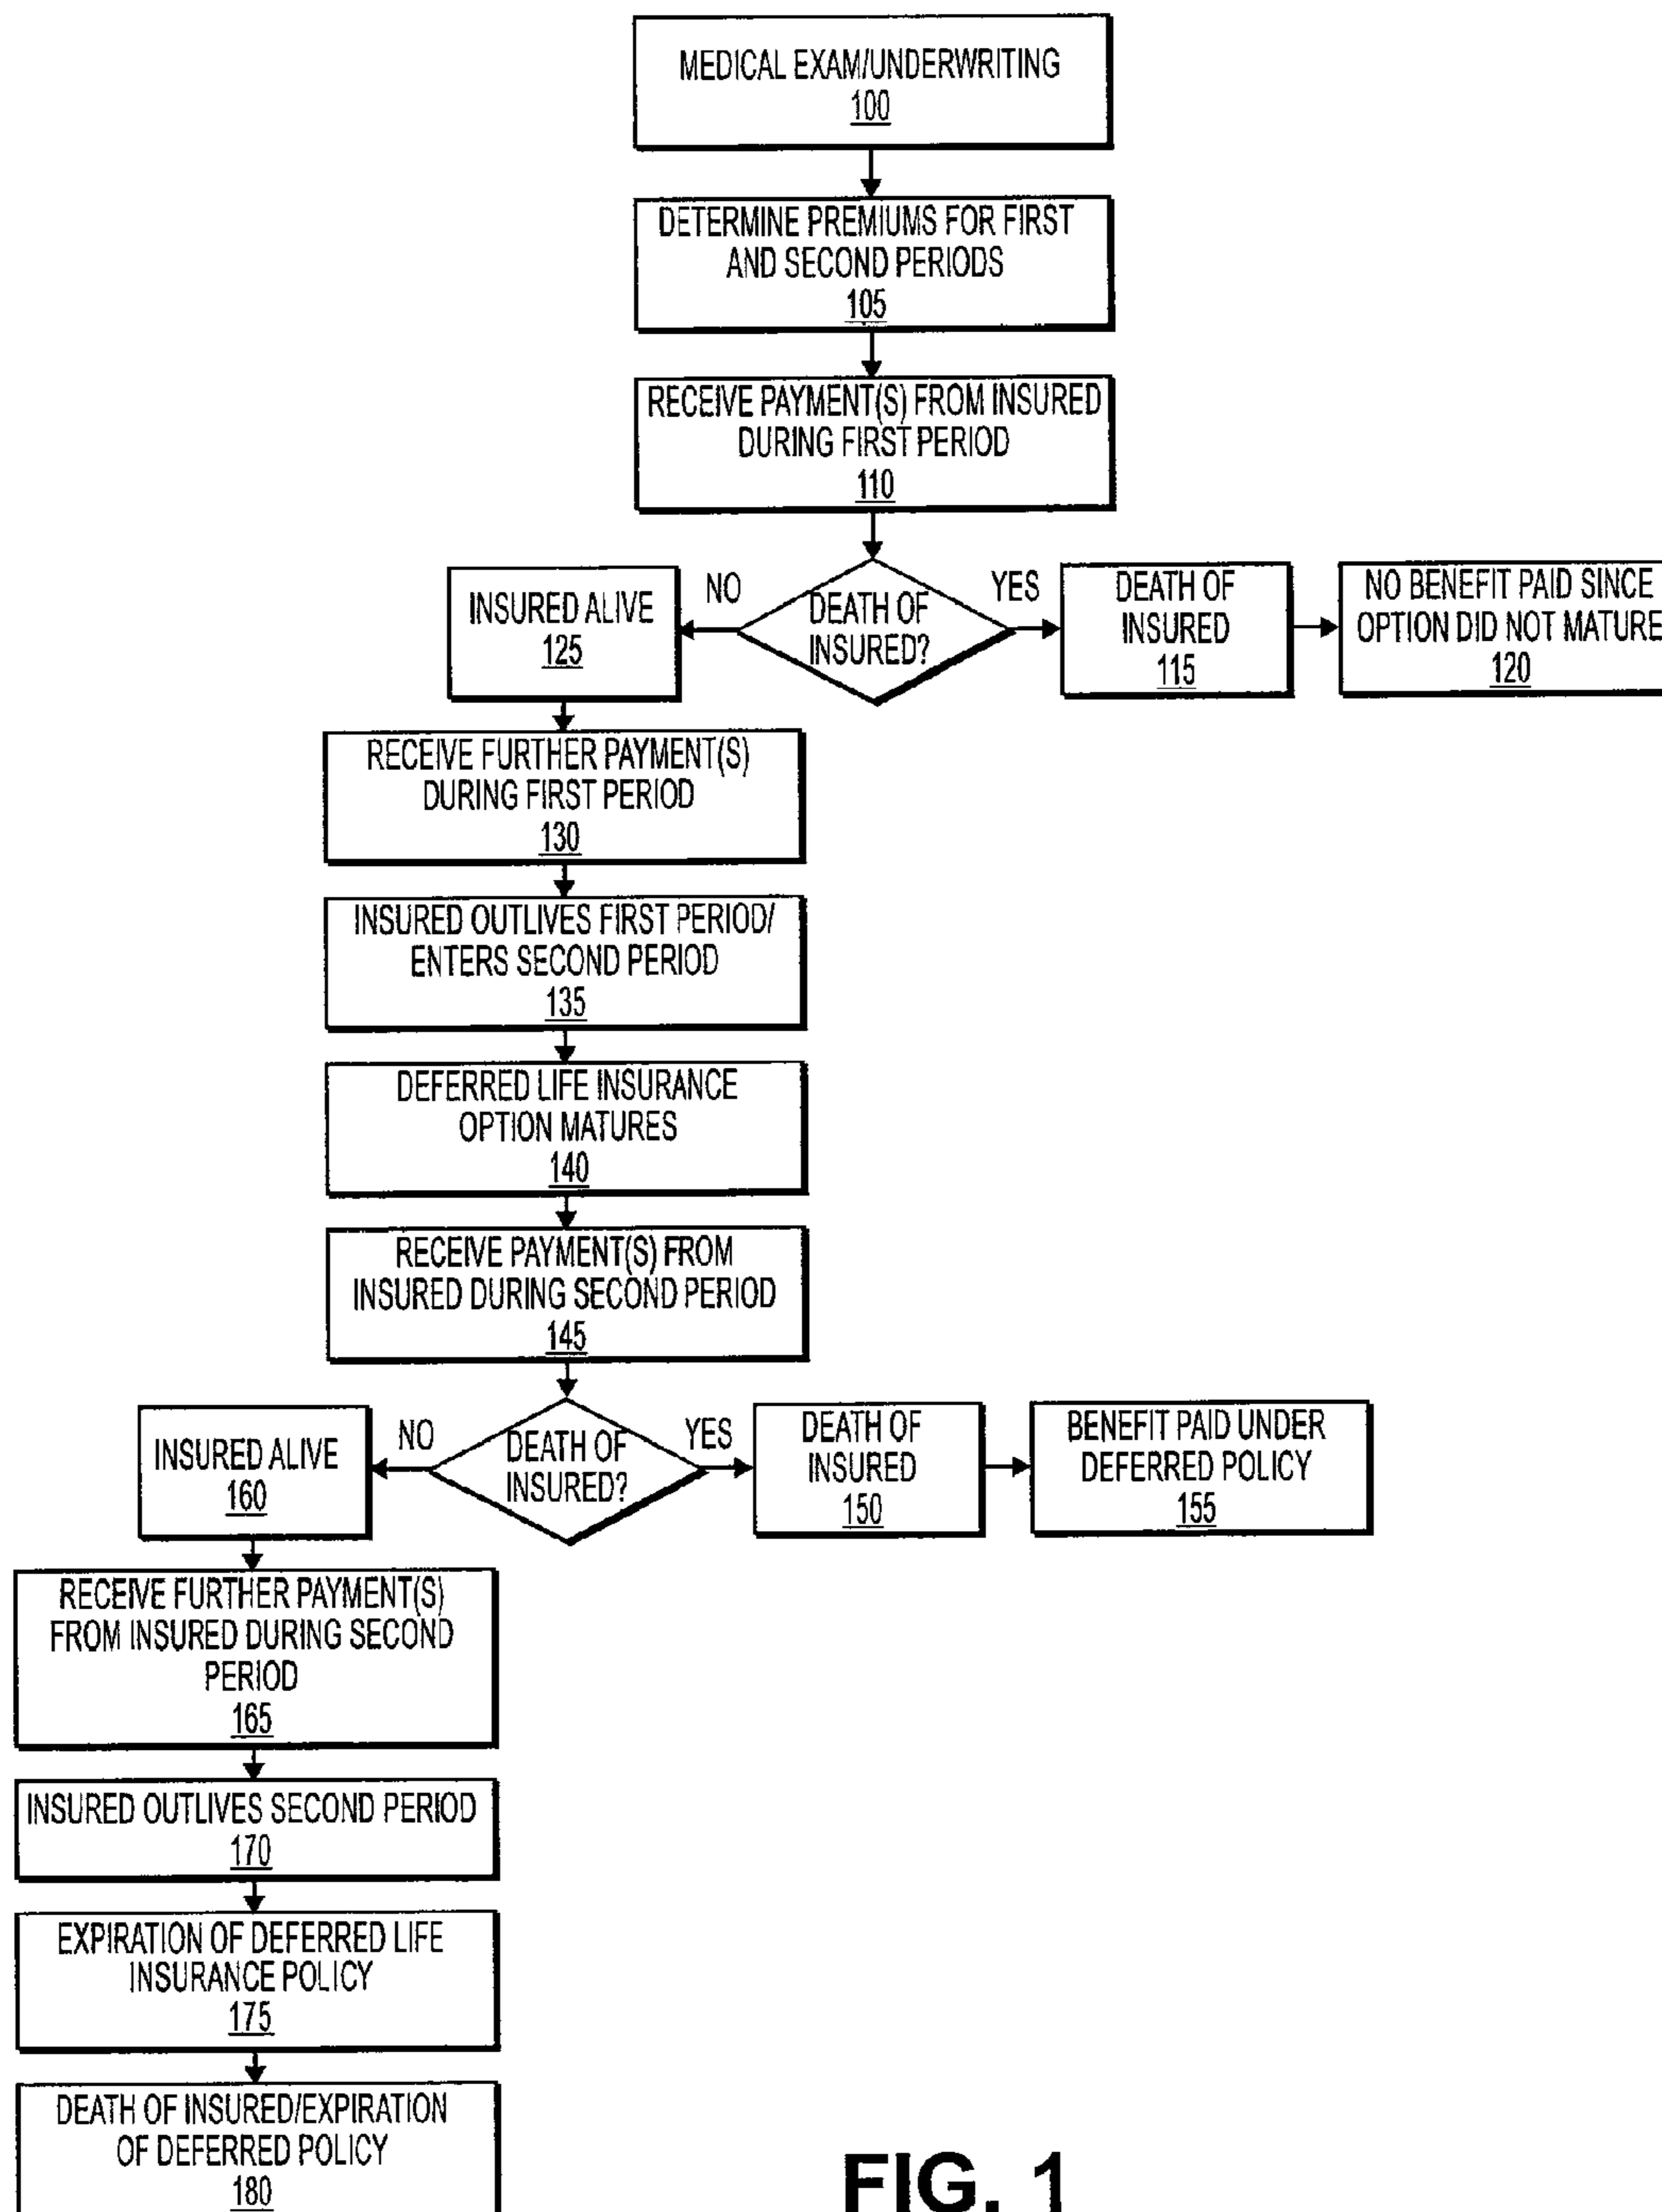 MEDICAL EXAM/UNDERWRITING
100
DETERMINE PREMIUMS FOR FIRST
AND SECOND PERIODS
105
RECEIVE PAYMENT(S) FROM INSURED
DURING FIRST PERIOD
110
DEATH OF
INSURED?
NO
YES
INSURED ALIVE
125
DEATH OF
INSURED
115
NO BENEFIT PAID SINCE
OPTION DID NOT MATURE
120
RECEIVE FURTHER PAYMENT(S)
DURING FIRST PERIOD
130
INSURED OUTLIVES FIRST PERIOD/
ENTERS SECOND PERIOD
135
DEFERRED LIFE INSURANCE
OPTION MATURES
140
RECEIVE PAYMENT(S) FROM
INSURED DURING SECOND PERIOD
145
DEATH OF
INSURED?
NO
YES
INSURED ALIVE
160
DEATH OF
INSURED
150
BENEFIT PAID UNDER
DEFERRED POLICY
155
RECEIVE FURTHER PAYMENT(S)
FROM INSURED DURING SECOND
PERIOD
165
INSURED OUTLIVES SECOND PERIOD
170
EXPIRATION OF DEFERRED LIFE
INSURANCE POLICY
175
DEATH OF INSURED/EXPIRATION
OF DEFERRED POLICY
180
FIG. 1